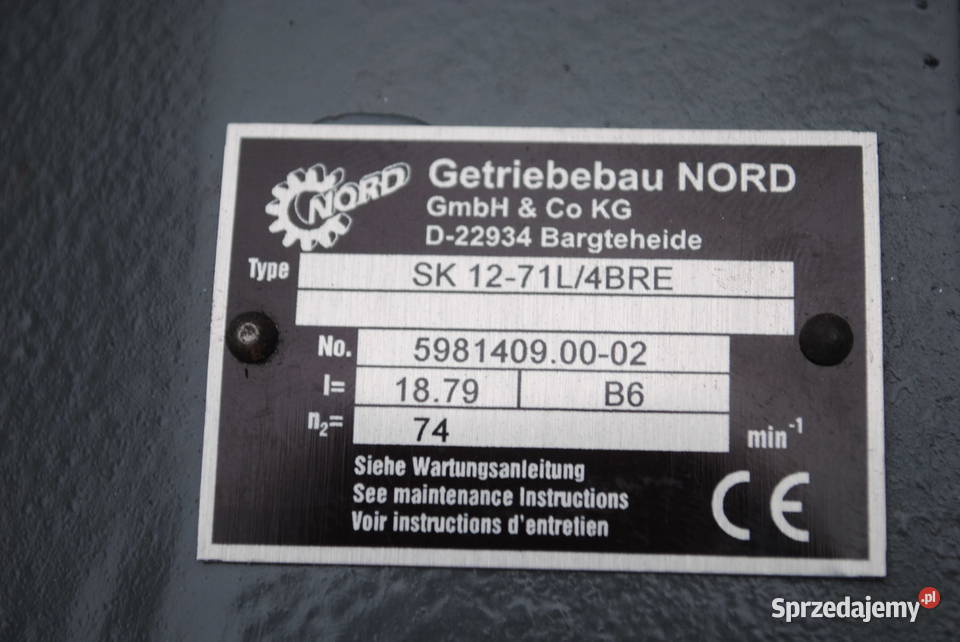 NORD
Getriebebau NORD
GmbH & Co KG
D-22934 Bargteheide
Type SK 12-71L/4BRE
No. 5981409.00-02
I= 18.79 B6
n₂= 74 min⁻¹
Siehe Wartungsanleitung
See maintenance Instructions
Voir instructions d'entretien
CE
Sprzedajemy.pl